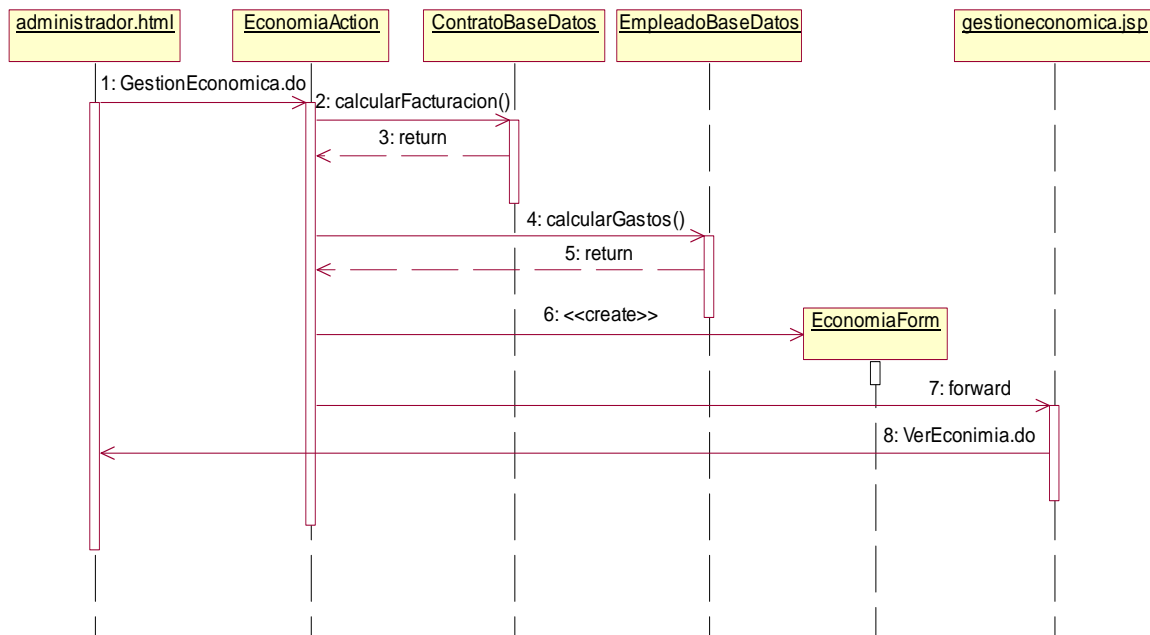 administrador.html
EconomiaAction
ContratoBaseDatos
EmpleadoBaseDatos
gestioneconomica.jsp
1: GestionEconomica.do
2: calcularFacturacion()
3: return
4: calcularGastos()
5: return
6: <<create>>
EconomiaForm
7: forward
8: VerEconimia.do